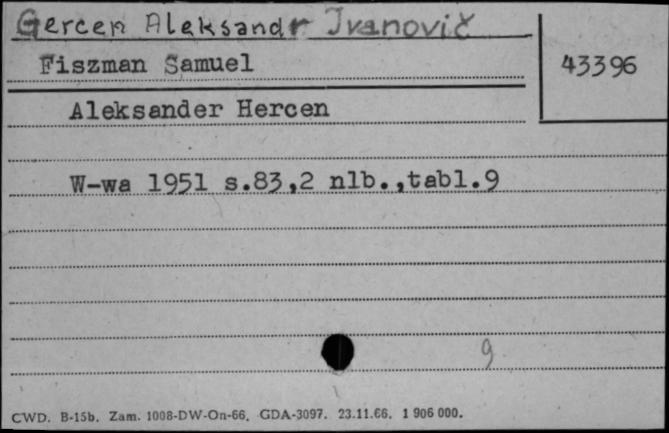 Gercen Aleksandr Ivanovič
Fiszman Samuel
43396
Aleksander Hercen
W-wa 1951 s.83,2 nlb.,tabl.9
9
CWD. B-15b. Zam. 1008-DW-On-66. GDA-3097. 23.11.66. 1 906 000.